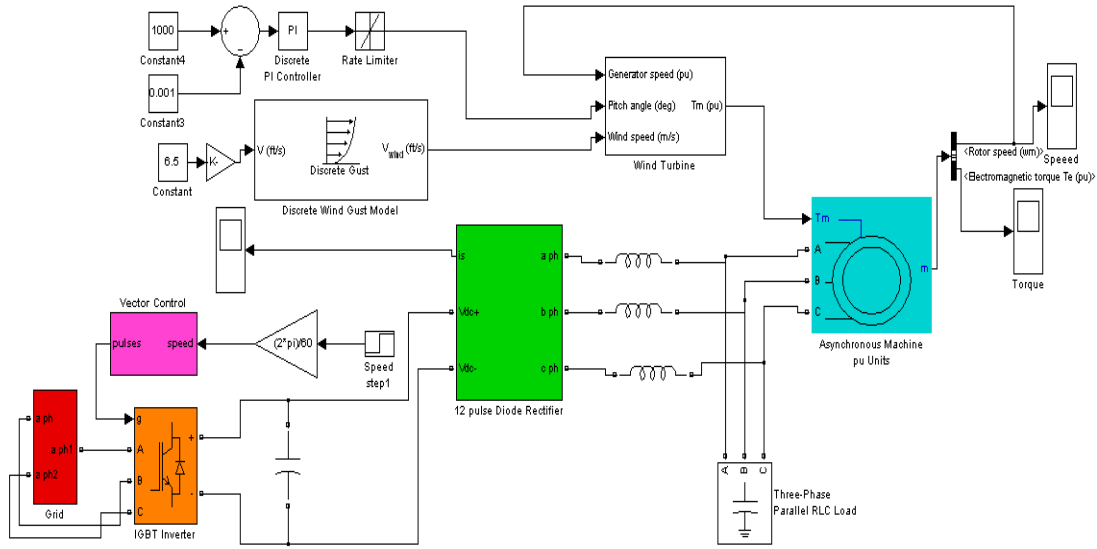 1000
Constant4
+
−
PI
Discrete
PI Controller
Rate Limiter
0.001
Constant3
6.5
Constant
K-
V (ft/s)
Discrete Gust
Vwind (ft/s)
Discrete Wind Gust Model
Generator speed (pu)
Pitch angle (deg)
Wind speed (m/s)
Tm (pu)
Wind Turbine
Speeed
<Rotor speed (wm)>
<Electromagnetic torque Te (pu)>
Torque
Tm
A
B
C
m
Asynchronous Machine
pu Units
is
Vdc+
Vdc-
a ph
b ph
c ph
12 pulse Diode Rectifier
Vector Control
pulses
speed
(2*pi)/60
Speed
step1
a ph
a ph1
a ph2
Grid
g
A
B
C
+
-
IGBT Inverter
A
B
C
Three-Phase
Parallel RLC Load